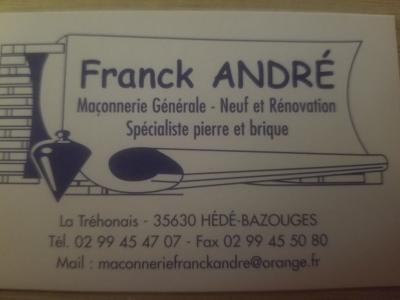 Franck ANDRÉ
Maçonnerie Générale - Neuf et Rénovation
Spécialiste pierre et brique
La Tréhonais - 35630 HÉDÉ-BAZOUGES
Tél. 02 99 45 47 07 - Fax 02 99 45 50 80
Mail : maconneriefranckandre@orange.fr